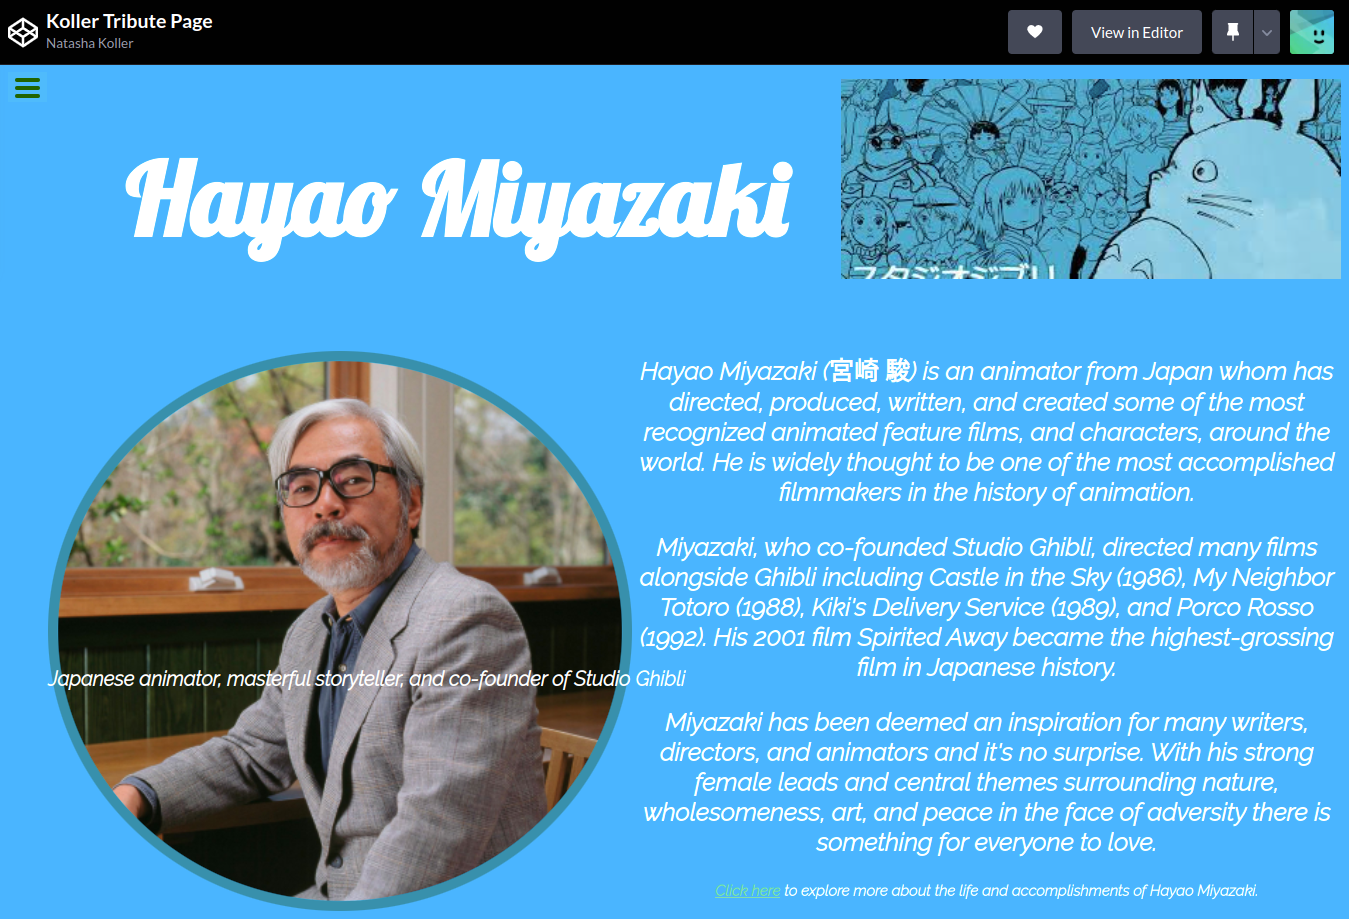 Koller Tribute Page
Natasha Koller
View in Editor
Hayao Miyazaki
スタジオジブリ
Hayao Miyazaki (宮崎 駿) is an animator from Japan whom has
directed, produced, written, and created some of the most
recognized animated feature films, and characters, around the
world. He is widely thought to be one of the most accomplished
filmmakers in the history of animation.
Miyazaki, who co-founded Studio Ghibli, directed many films
alongside Ghibli including Castle in the Sky (1986), My Neighbor
Totoro (1988), Kiki's Delivery Service (1989), and Porco Rosso
(1992). His 2001 film Spirited Away became the highest-grossing
film in Japanese history.
Japanese animator, masterful storyteller, and co-founder of Studio Ghibli
Miyazaki has been deemed an inspiration for many writers,
directors, and animators and it's no surprise. With his strong
female leads and central themes surrounding nature,
wholesomeness, art, and peace in the face of adversity there is
something for everyone to love.
Click here to explore more about the life and accomplishments of Hayao Miyazaki.